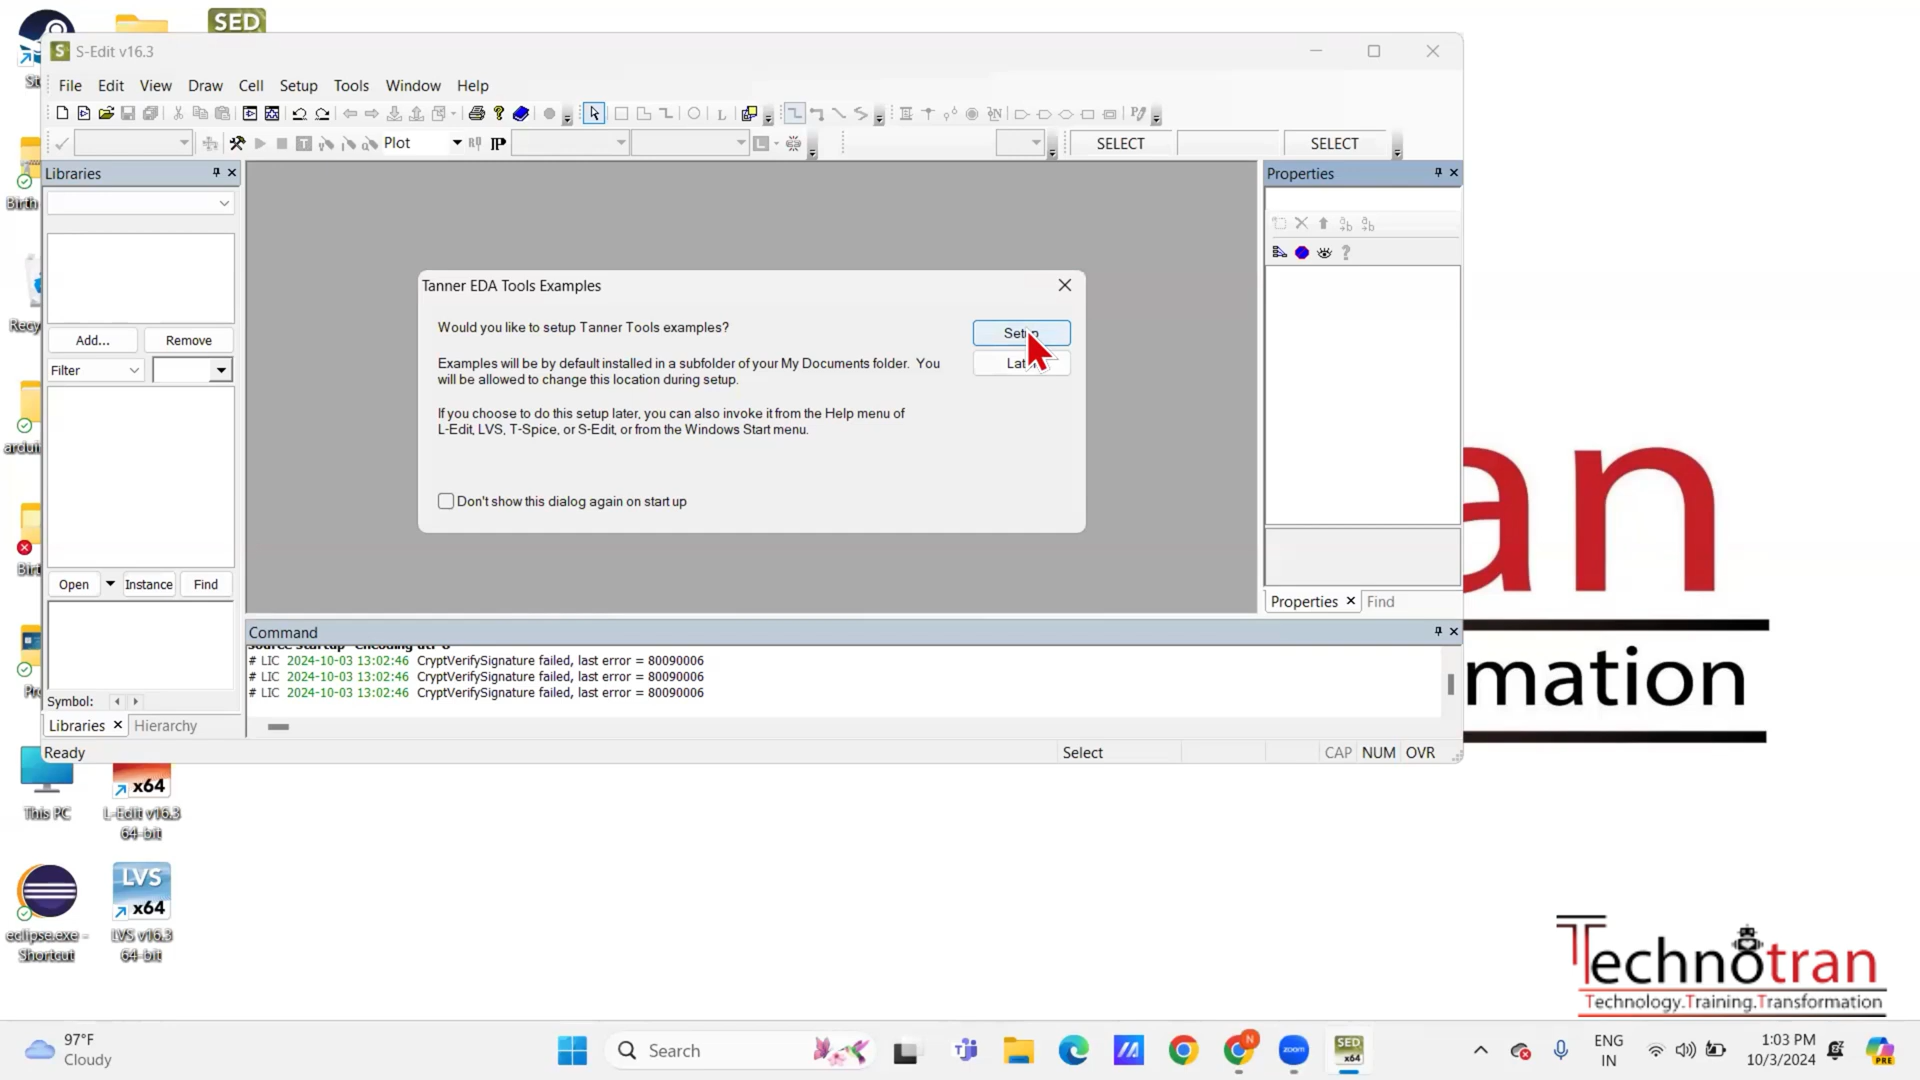 SED
S-Edit v16.3
File Edit View Draw Cell Setup Tools Window Help
Plot
SELECT
SELECT
Libraries
Properties
Add...
Remove
Filter
Open
Instance
Find
Symbol:
Libraries
Hierarchy
Tanner EDA Tools Examples
Would you like to setup Tanner Tools examples?
Examples will be by default installed in a subfolder of your My Documents folder. You
will be allowed to change this location during setup.
If you choose to do this setup later, you can also invoke it from the Help menu of
L-Edit, LVS, T-Spice, or S-Edit, or from the Windows Start menu.
Don't show this dialog again on start up
Properties
Find
Command
# LIC 2024-10-03 13:02:46 CryptVerifySignature failed, last error = 80090006
# LIC 2024-10-03 13:02:46 CryptVerifySignature failed, last error = 80090006
# LIC 2024-10-03 13:02:46 CryptVerifySignature failed, last error = 80090006
Ready
Select
CAP NUM OVR
Birth
This PC
x64
L-Edit v16.3
64-bit
eclipse.exe -
Shortcut
LVS
x64
LVS v16.3
64-bit
an
mation
Technotran
Technology.Training.Transformation
97°F
Cloudy
Search
zoom
SED
x64
ENG
IN
1:03 PM
10/3/2024
PRE